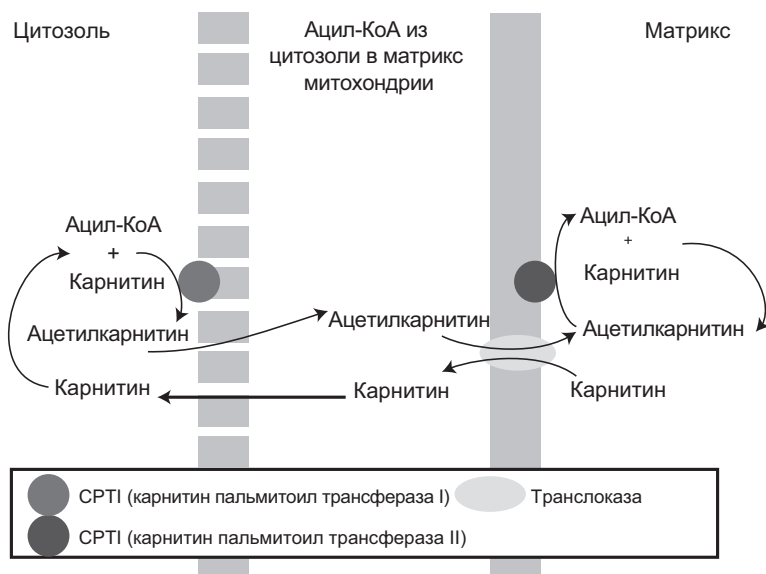 Цитозоль
Ацил-КоА из
цитозоли в матрикс
митохондрии
Матрикс
Ацил-КоА
+
Карнитин
Ацетилкарнитин
Карнитин
Ацетилкарнитин
Карнитин
Ацил-КоА
+
Карнитин
Ацетилкарнитин
Карнитин
CPTI (карнитин пальмитоил трансфераза I)
Транслоказа
CPTI (карнитин пальмитоил трансфераза II)